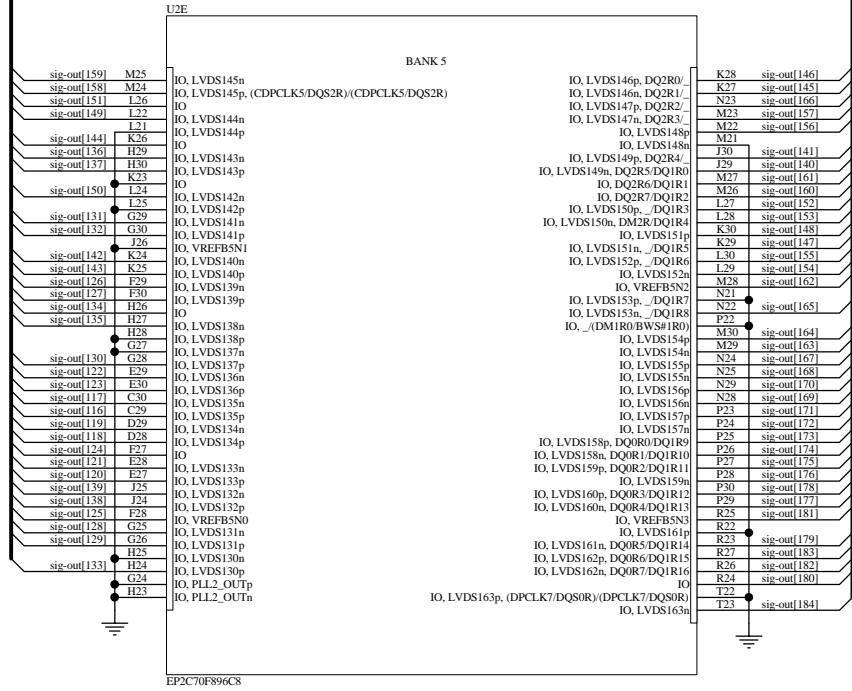 U2E
BANK 5
sig-out[159] M25 IO, LVDS145n
sig-out[158] M24 IO, LVDS145p, (CDPCLK5/DQS2R)/(CDPCLK5/DQS2R)
sig-out[151] L26 IO
sig-out[149] L22 IO, LVDS144n
L21 IO, LVDS144p
sig-out[144] K26 IO
sig-out[136] H29 IO, LVDS143n
sig-out[137] H30 IO, LVDS143p
K23 IO
sig-out[150] L24 IO, LVDS142n
L25 IO, LVDS142p
sig-out[131] G29 IO, LVDS141n
sig-out[132] G30 IO, LVDS141p
J26 IO, VREFB5N1
sig-out[142] K24 IO, LVDS140n
sig-out[143] K25 IO, LVDS140p
sig-out[126] F29 IO, LVDS139n
sig-out[127] F30 IO, LVDS139p
sig-out[134] H26 IO
sig-out[135] H27 IO, LVDS138n
H28 IO, LVDS138p
G27 IO, LVDS137n
sig-out[130] G28 IO, LVDS137p
sig-out[122] E29 IO, LVDS136n
sig-out[123] E30 IO, LVDS136p
sig-out[117] C30 IO, LVDS135n
sig-out[116] C29 IO, LVDS135p
sig-out[119] D29 IO, LVDS134n
sig-out[118] D28 IO, LVDS134p
sig-out[124] F27 IO
sig-out[121] E28 IO, LVDS133n
sig-out[120] E27 IO, LVDS133p
sig-out[139] J25 IO, LVDS132n
sig-out[138] J24 IO, LVDS132p
sig-out[125] F28 IO, VREFB5N0
sig-out[128] G25 IO, LVDS131n
sig-out[129] G26 IO, LVDS131p
H25 IO, LVDS130n
sig-out[133] H24 IO, LVDS130p
G24 IO, PLL2_OUTp
H23 IO, PLL2_OUTn
IO, LVDS146p, DQ2R0/_ K28 sig-out[146]
IO, LVDS146n, DQ2R1/_ K27 sig-out[145]
IO, LVDS147p, DQ2R2/_ N23 sig-out[166]
IO, LVDS147n, DQ2R3/_ M23 sig-out[157]
IO, LVDS148p M22 sig-out[156]
IO, LVDS148n M21
IO, LVDS149p, DQ2R4/_ J30 sig-out[141]
IO, LVDS149n, DQ2R5/DQ1R0 J29 sig-out[140]
IO, DQ2R6/DQ1R1 M27 sig-out[161]
IO, DQ2R7/DQ1R2 M26 sig-out[160]
IO, LVDS150p, _/DQ1R3 L27 sig-out[152]
IO, LVDS150n, DM2R/DQ1R4 L28 sig-out[153]
IO, LVDS151p K30 sig-out[148]
IO, LVDS151n, _/DQ1R5 K29 sig-out[147]
IO, LVDS152p, _/DQ1R6 L30 sig-out[155]
IO, LVDS152n L29 sig-out[154]
IO, VREFB5N2 M28 sig-out[162]
IO, LVDS153p, _/DQ1R7 N21
IO, LVDS153n, _/DQ1R8 N22 sig-out[165]
IO, _/(DM1R0/BWS#1R0) P22
IO, LVDS154p M30 sig-out[164]
IO, LVDS154n M29 sig-out[163]
IO, LVDS155p N24 sig-out[167]
IO, LVDS155n N25 sig-out[168]
IO, LVDS156p N29 sig-out[170]
IO, LVDS156n N28 sig-out[169]
IO, LVDS157p P23 sig-out[171]
IO, LVDS157n P24 sig-out[172]
IO, LVDS158p, DQ0R0/DQ1R9 P25 sig-out[173]
IO, LVDS158n, DQ0R1/DQ1R10 P26 sig-out[174]
IO, LVDS159p, DQ0R2/DQ1R11 P27 sig-out[175]
IO, LVDS159n P28 sig-out[176]
IO, LVDS160p, DQ0R3/DQ1R12 P30 sig-out[178]
IO, LVDS160n, DQ0R4/DQ1R13 P29 sig-out[177]
IO, VREFB5N3 R25 sig-out[181]
IO, LVDS161p R22
IO, LVDS161n, DQ0R5/DQ1R14 R23 sig-out[179]
IO, LVDS162p, DQ0R6/DQ1R15 R27 sig-out[183]
IO, LVDS162n, DQ0R7/DQ1R16 R26 sig-out[182]
IO R24 sig-out[180]
IO, LVDS163p, (DPCLK7/DQS0R)/(DPCLK7/DQS0R) T22
IO, LVDS163n T23 sig-out[184]
EP2C70F896C8